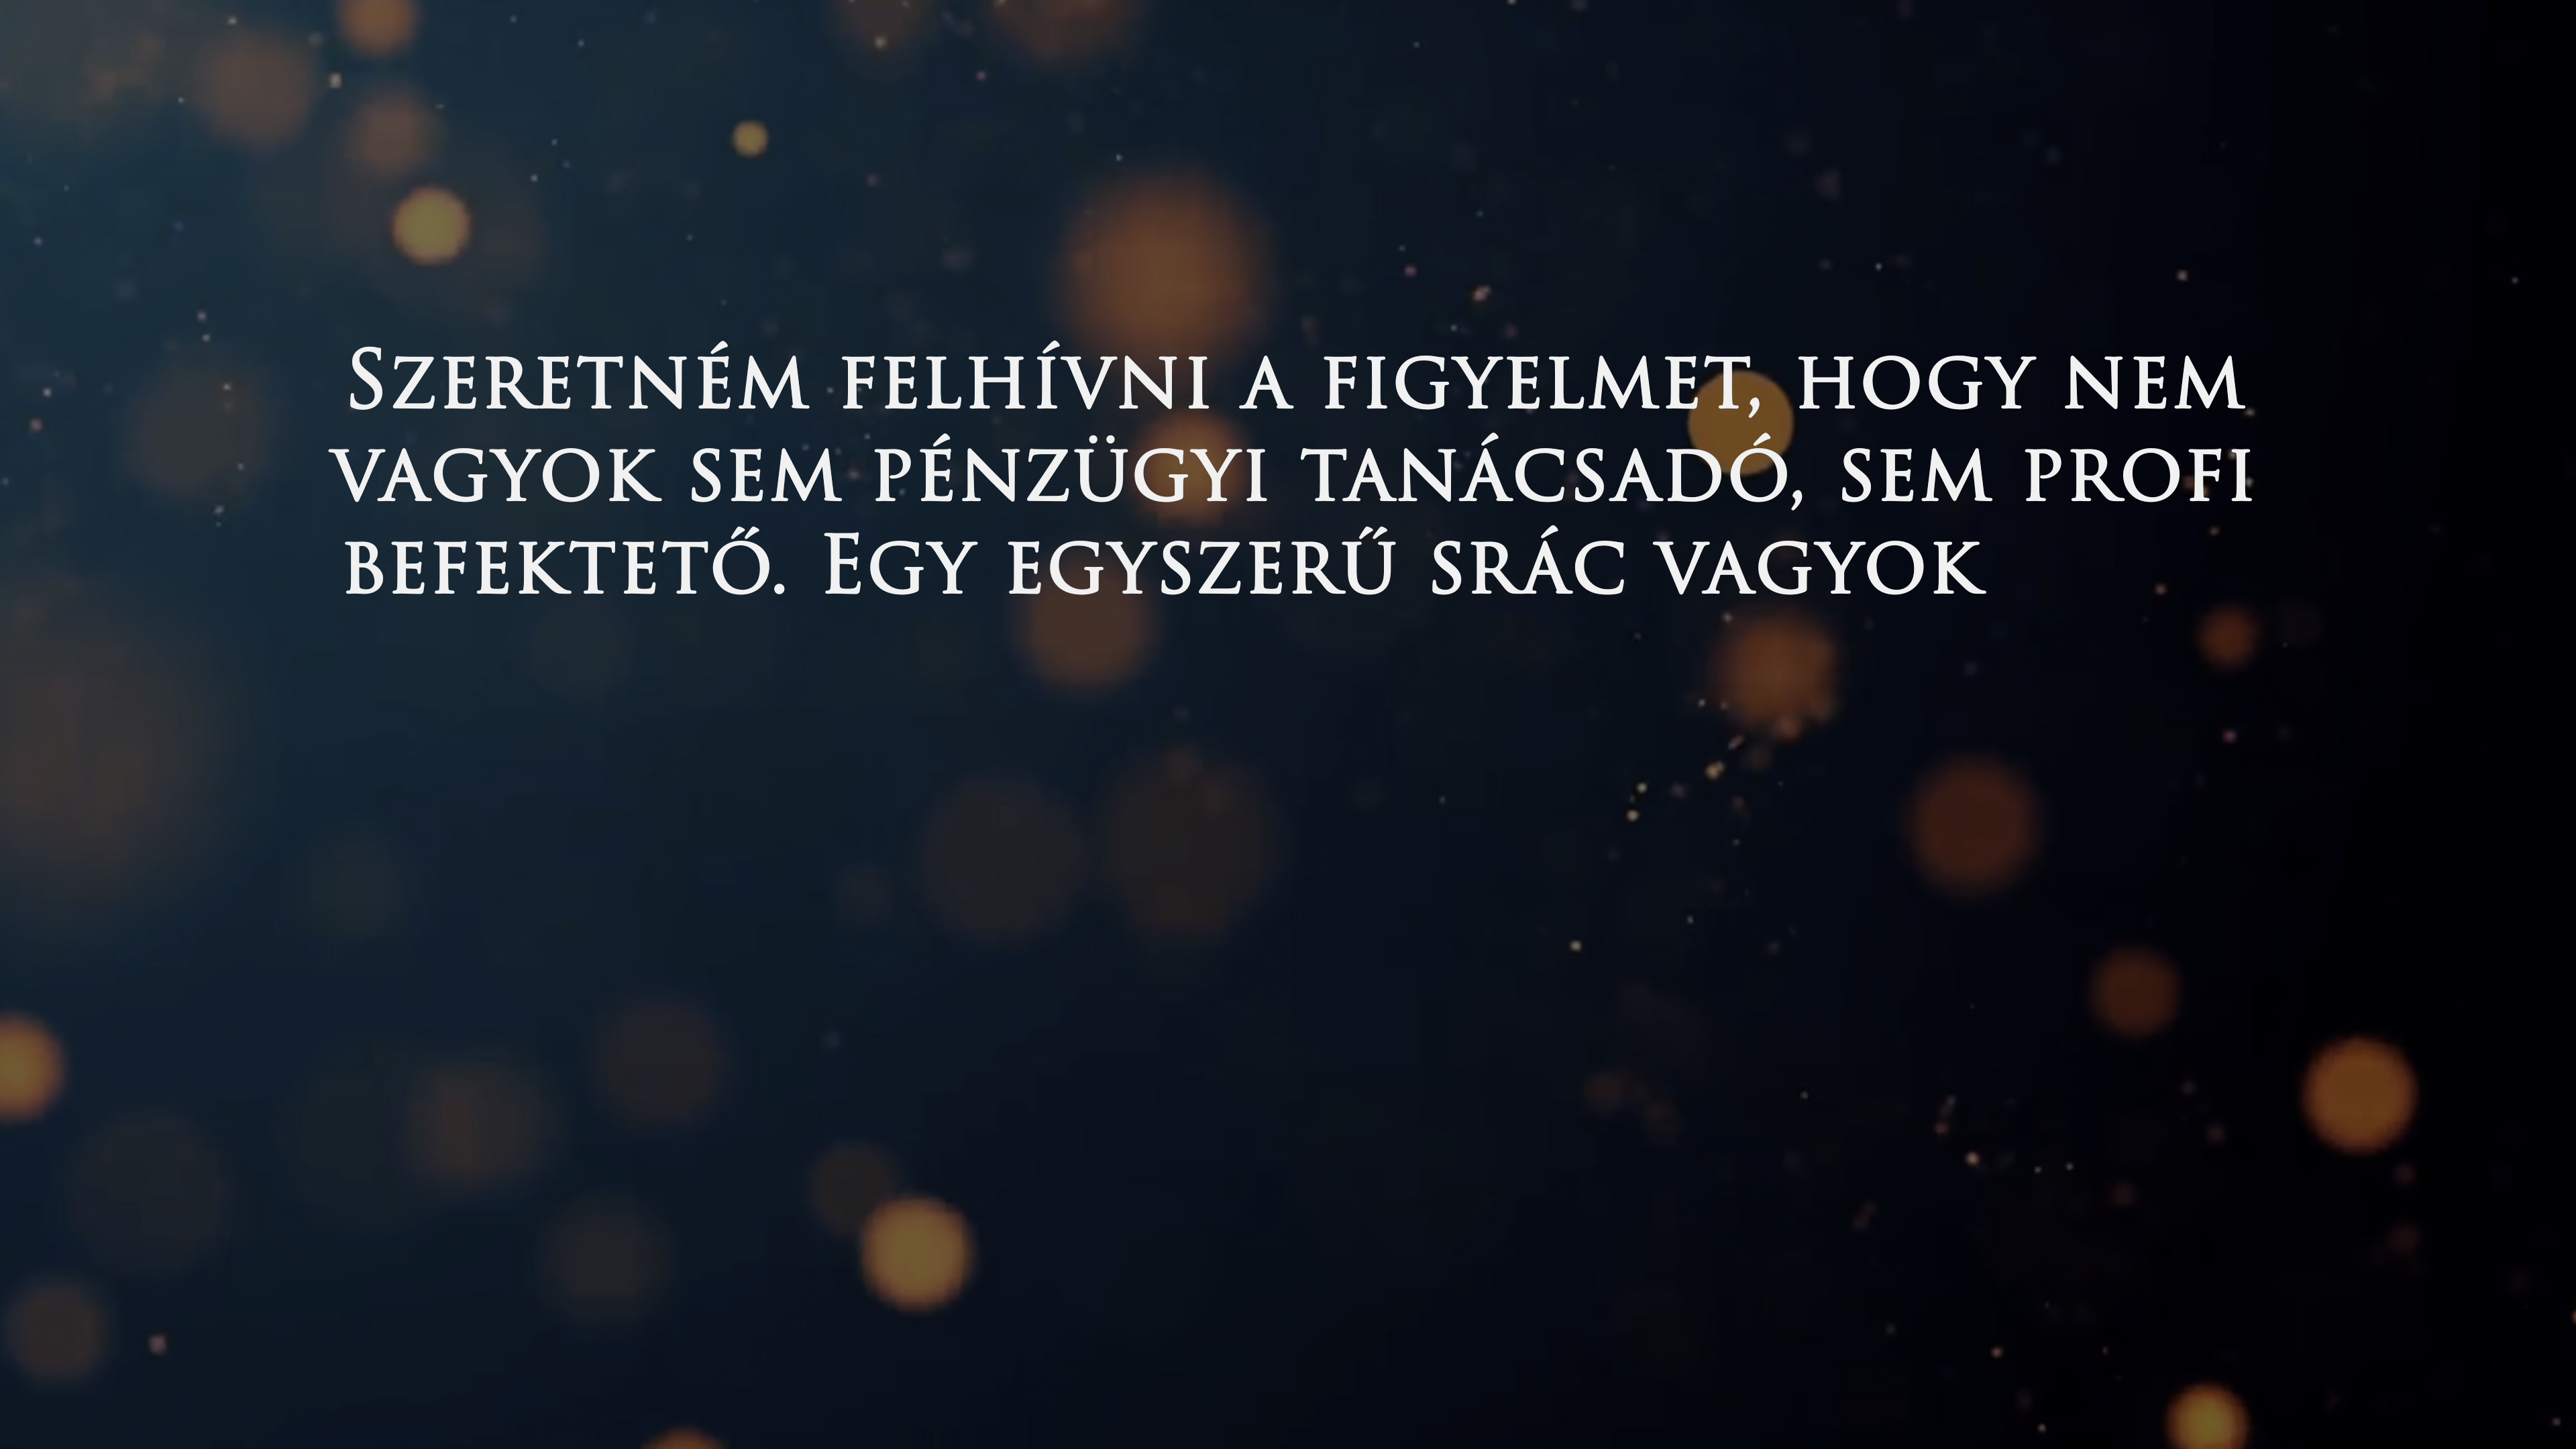 Szeretném felhívni a figyelmet, hogy nem
vagyok sem pénzügyi tanácsadó, sem profi
befektető. Egy egyszerű srác vagyok